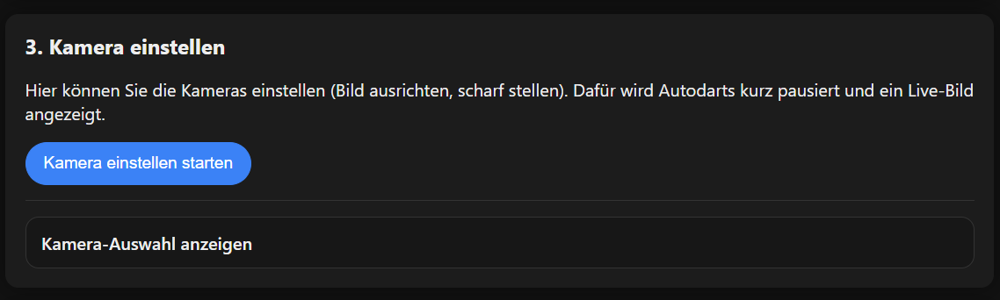 3. Kamera einstellen
Hier können Sie die Kameras einstellen (Bild ausrichten, scharf stellen). Dafür wird Autodarts kurz pausiert und ein Live-Bild
angezeigt.
Kamera einstellen starten
Kamera-Auswahl anzeigen